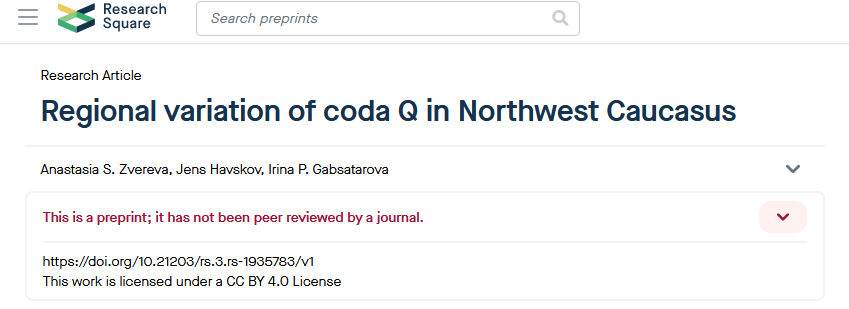 Research
Square
Search preprints
Research Article
Regional variation of coda Q in Northwest Caucasus
Anastasia S. Zvereva, Jens Havskov, Irina P. Gabsatarova
This is a preprint; it has not been peer reviewed by a journal.
https://doi.org/10.21203/rs.3.rs-1935783/v1
This work is licensed under a CC BY 4.0 License